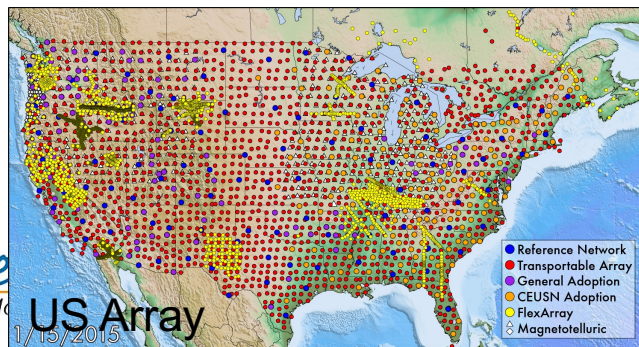 Reference Network
Transportable Array
General Adoption
CEUSN Adoption
FlexArray
Magnetotelluric
US Array
1/15/2015